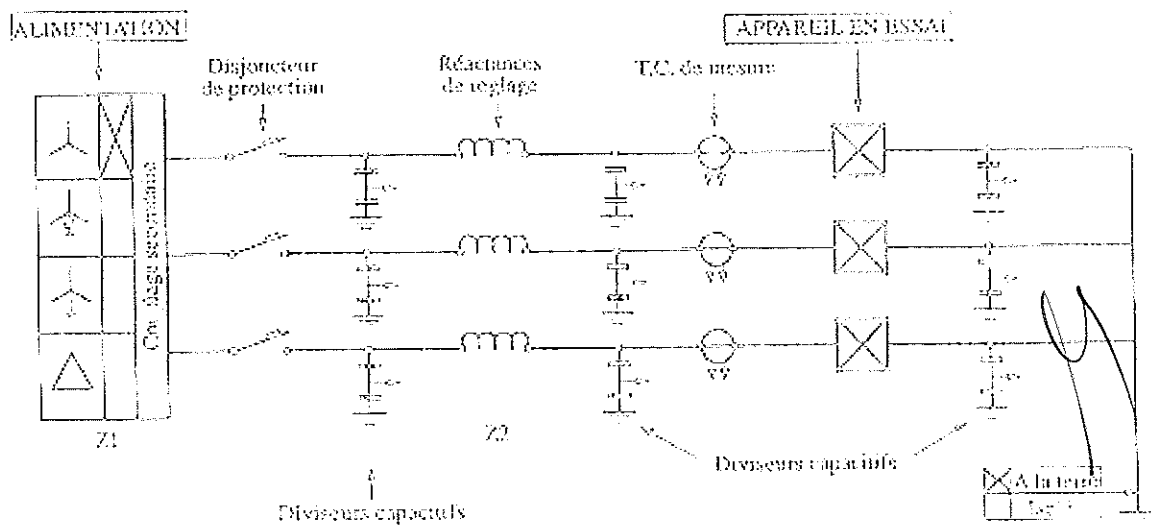 ALIMENTATION
APPAREIL EN ESSAI
Disjoncteur
de protection
Réactances
de réglage
T.C. de mesure
secondaire
Z1
Z2
Diviseurs capacitifs
Diviseurs capacitifs
A la terre